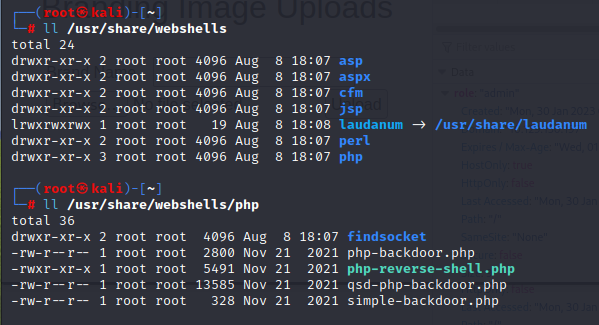 ┌──(root㉿kali)-[~]
└─# ll /usr/share/webshells
total 24
drwxr-xr-x 2 root root 4096 Aug  8 18:07 asp
drwxr-xr-x 2 root root 4096 Aug  8 18:07 aspx
drwxr-xr-x 2 root root 4096 Aug  8 18:07 cfm
drwxr-xr-x 2 root root 4096 Aug  8 18:07 jsp
lrwxrwxrwx 1 root root   19 Aug  8 18:08 laudanum → /usr/share/laudanum
drwxr-xr-x 2 root root 4096 Aug  8 18:07 perl
drwxr-xr-x 3 root root 4096 Aug  8 18:07 php
┌──(root㉿kali)-[~]
└─# ll /usr/share/webshells/php
total 36
drwxr-xr-x 2 root root  4096 Aug  8 18:07 findsocket
-rw-r--r-- 1 root root  2800 Nov 21  2021 php-backdoor.php
-rwxr-xr-x 1 root root  5491 Nov 21  2021 php-reverse-shell.php
-rw-r--r-- 1 root root 13585 Nov 21  2021 qsd-php-backdoor.php
-rw-r--r-- 1 root root   328 Nov 21  2021 simple-backdoor.php